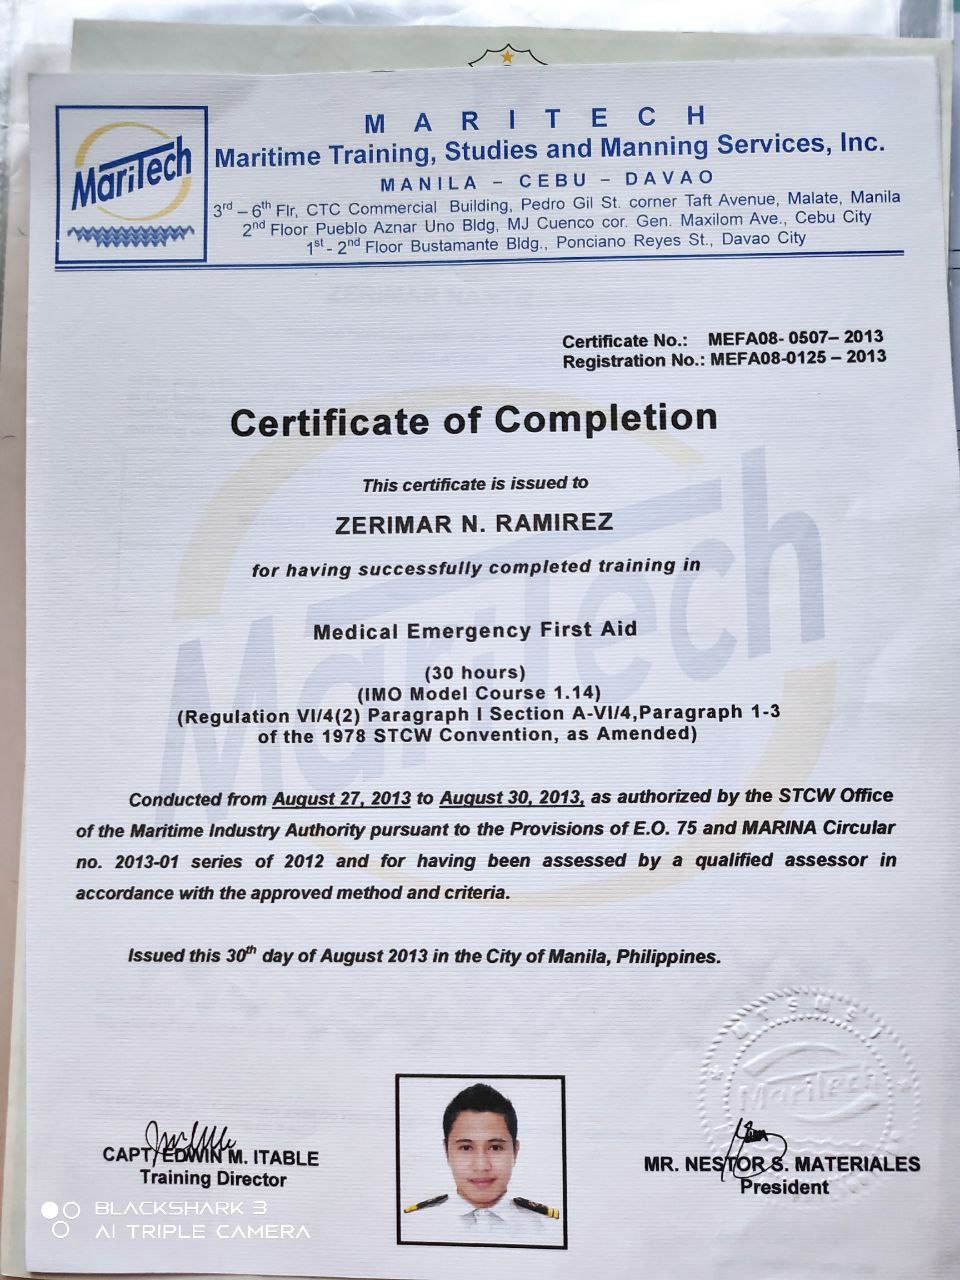 MariTech
M A R I T E C H
Maritime Training, Studies and Manning Services, Inc.
MANILA – CEBU – DAVAO
3rd – 6th Flr, CTC Commercial Building, Pedro Gil St. corner Taft Avenue, Malate, Manila
2nd Floor Pueblo Aznar Uno Bldg, MJ Cuenco cor. Gen. Maxilom Ave., Cebu City
1st - 2nd Floor Bustamante Bldg., Ponciano Reyes St., Davao City
Certificate No.: MEFA08- 0507– 2013
Registration No.: MEFA08-0125 – 2013
Certificate of Completion
This certificate is issued to
ZERIMAR N. RAMIREZ
for having successfully completed training in
MariTech
Medical Emergency First Aid
(30 hours)
(IMO Model Course 1.14)
(Regulation VI/4(2) Paragraph I Section A-VI/4,Paragraph 1-3
of the 1978 STCW Convention, as Amended)
Conducted from August 27, 2013 to August 30, 2013, as authorized by the STCW Office
of the Maritime Industry Authority pursuant to the Provisions of E.O. 75 and MARINA Circular
no. 2013-01 series of 2012 and for having been assessed by a qualified assessor in
accordance with the approved method and criteria.
Issued this 30th day of August 2013 in the City of Manila, Philippines.
MTSMSI
MariTech
CAPT. EDWIN M. ITABLE
Training Director
MR. NESTOR S. MATERIALES
President
BLACKSHARK 3
AI TRIPLE CAMERA